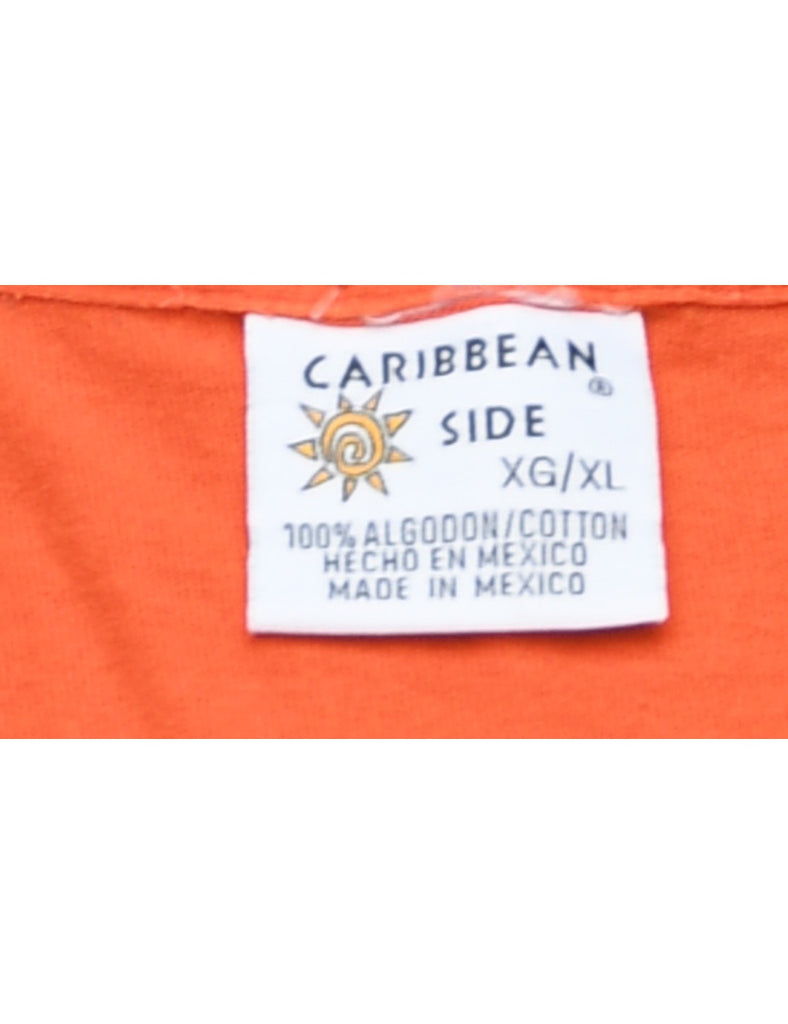 CARIBBEAN
®
SIDE
XG/XL
100% ALGODON/COTTON
HECHO EN MEXICO
MADE IN MEXICO